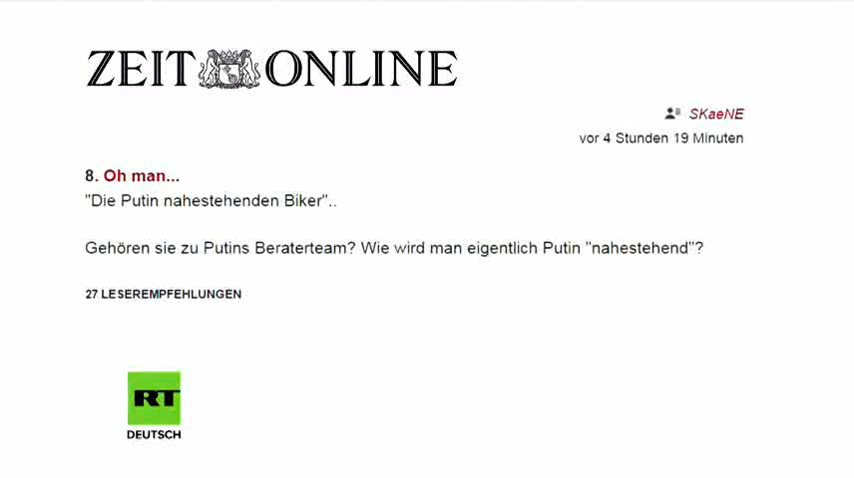 ZEIT ONLINE
SKaeNE
vor 4 Stunden 19 Minuten
8. Oh man...
"Die Putin nahestehenden Biker"..
Gehören sie zu Putins Beraterteam? Wie wird man eigentlich Putin "nahestehend"?
27 LESEREMPFEHLUNGEN
RT
DEUTSCH